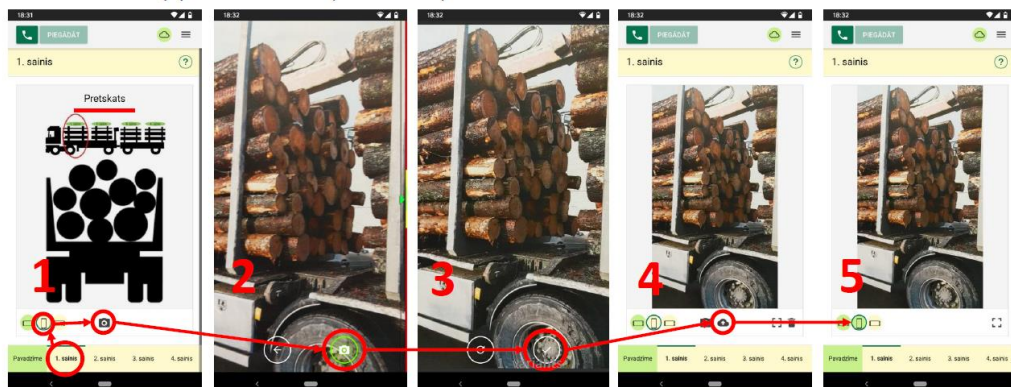 18:31
PIEGĀDĀT
1. sainis
?
Pretskats
1
Pavadzīme 1. sainis 2. sainis 3. sainis 4. sainis
18:32
2
18:32
3
18:32
PIEGĀDĀT
1. sainis
?
4
Pavadzīme 1. sainis 2. sainis 3. sainis 4. sainis
18:32
PIEGĀDĀT
1. sainis
?
5
Pavadzīme 1. sainis 2. sainis 3. sainis 4. sainis